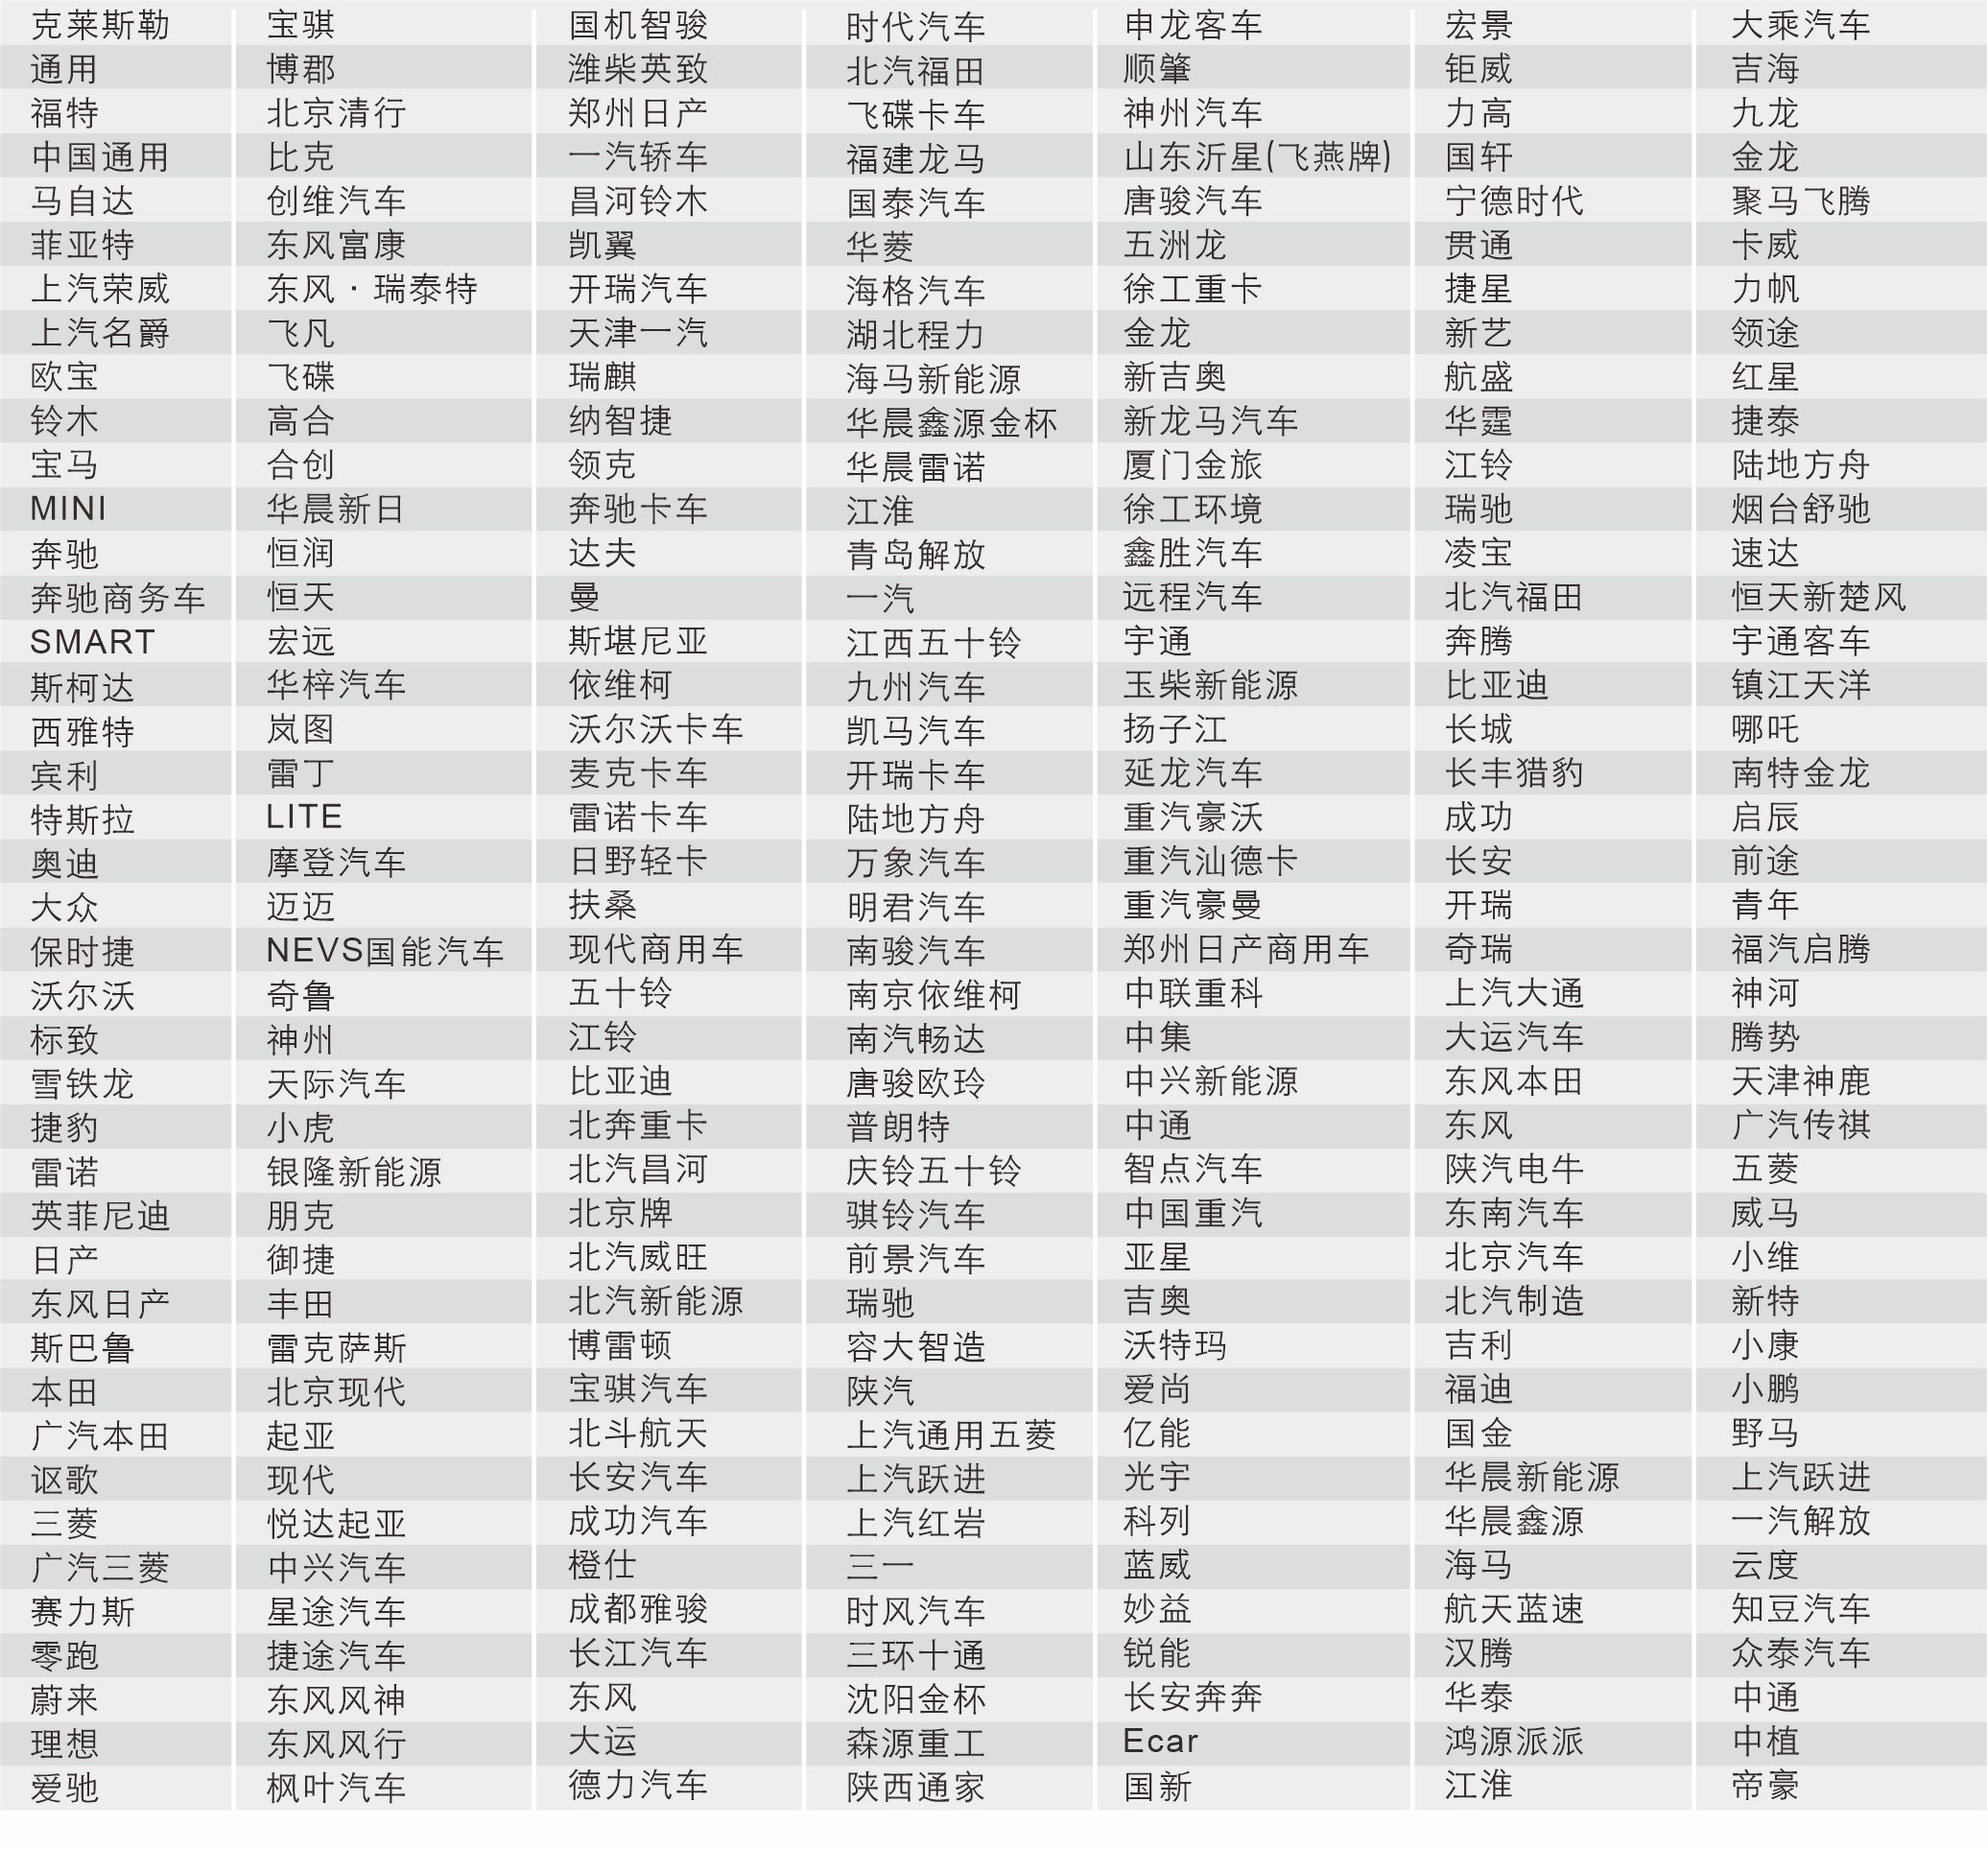 克莱斯勒 宝骐 国机智骏 时代汽车 申龙客车 宏景 大乘汽车
通用 博郡 潍柴英致 北汽福田 顺肇 钜威 吉海
福特 北京清行 郑州日产 飞碟卡车 神州汽车 力高 九龙
中国通用 比克 一汽轿车 福建龙马 山东沂星(飞燕牌) 国轩 金龙
马自达 创维汽车 昌河铃木 国泰汽车 唐骏汽车 宁德时代 聚马飞腾
菲亚特 东风富康 凯翼 华菱 五洲龙 贯通 卡威
上汽荣威 东风·瑞泰特 开瑞汽车 海格汽车 徐工重卡 捷星 力帆
上汽名爵 飞凡 天津一汽 湖北程力 金龙 新艺 领途
欧宝 飞碟 瑞麒 海马新能源 新吉奥 航盛 红星
铃木 高合 纳智捷 华晨鑫源金杯 新龙马汽车 华霆 捷泰
宝马 合创 领克 华晨雷诺 厦门金旅 江铃 陆地方舟
MINI 华晨新日 奔驰卡车 江淮 徐工环境 瑞驰 烟台舒驰
奔驰 恒润 达夫 青岛解放 鑫胜汽车 凌宝 速达
奔驰商务车 恒天 曼 一汽 远程汽车 北汽福田 恒天新楚风
SMART 宏远 斯堪尼亚 江西五十铃 宇通 奔腾 宇通客车
斯柯达 华梓汽车 依维柯 九州汽车 玉柴新能源 比亚迪 镇江天洋
西雅特 岚图 沃尔沃卡车 凯马汽车 扬子江 长城 哪吒
宾利 雷丁 麦克卡车 开瑞卡车 延龙汽车 长丰猎豹 南特金龙
特斯拉 LITE 雷诺卡车 陆地方舟 重汽豪沃 成功 启辰
奥迪 摩登汽车 日野轻卡 万象汽车 重汽汕德卡 长安 前途
大众 迈迈 扶桑 明君汽车 重汽豪曼 开瑞 青年
保时捷 NEVS国能汽车 现代商用车 南骏汽车 郑州日产商用车 奇瑞 福汽启腾
沃尔沃 奇鲁 五十铃 南京依维柯 中联重科 上汽大通 神河
标致 神州 江铃 南汽畅达 中集 大运汽车 腾势
雪铁龙 天际汽车 比亚迪 唐骏欧玲 中兴新能源 东风本田 天津神鹿
捷豹 小虎 北奔重卡 普朗特 中通 东风 广汽传祺
雷诺 银隆新能源 北汽昌河 庆铃五十铃 智点汽车 陕汽电牛 五菱
英菲尼迪 朋克 北京牌 骐铃汽车 中国重汽 东南汽车 威马
日产 御捷 北汽威旺 前景汽车 亚星 北京汽车 小维
东风日产 丰田 北汽新能源 瑞驰 吉奥 北汽制造 新特
斯巴鲁 雷克萨斯 博雷顿 容大智造 沃特玛 吉利 小康
本田 北京现代 宝骐汽车 陕汽 爱尚 福迪 小鹏
广汽本田 起亚 北斗航天 上汽通用五菱 亿能 国金 野马
讴歌 现代 长安汽车 上汽跃进 光宇 华晨新能源 上汽跃进
三菱 悦达起亚 成功汽车 上汽红岩 科列 华晨鑫源 一汽解放
广汽三菱 中兴汽车 橙仕 三一 蓝威 海马 云度
赛力斯 星途汽车 成都雅骏 时风汽车 妙益 航天蓝速 知豆汽车
零跑 捷途汽车 长江汽车 三环十通 锐能 汉腾 众泰汽车
蔚来 东风风神 东风 沈阳金杯 长安奔奔 华泰 中通
理想 东风风行 大运 森源重工 Ecar 鸿源派派 中植
爱驰 枫叶汽车 德力汽车 陕西通家 国新 江淮 帝豪